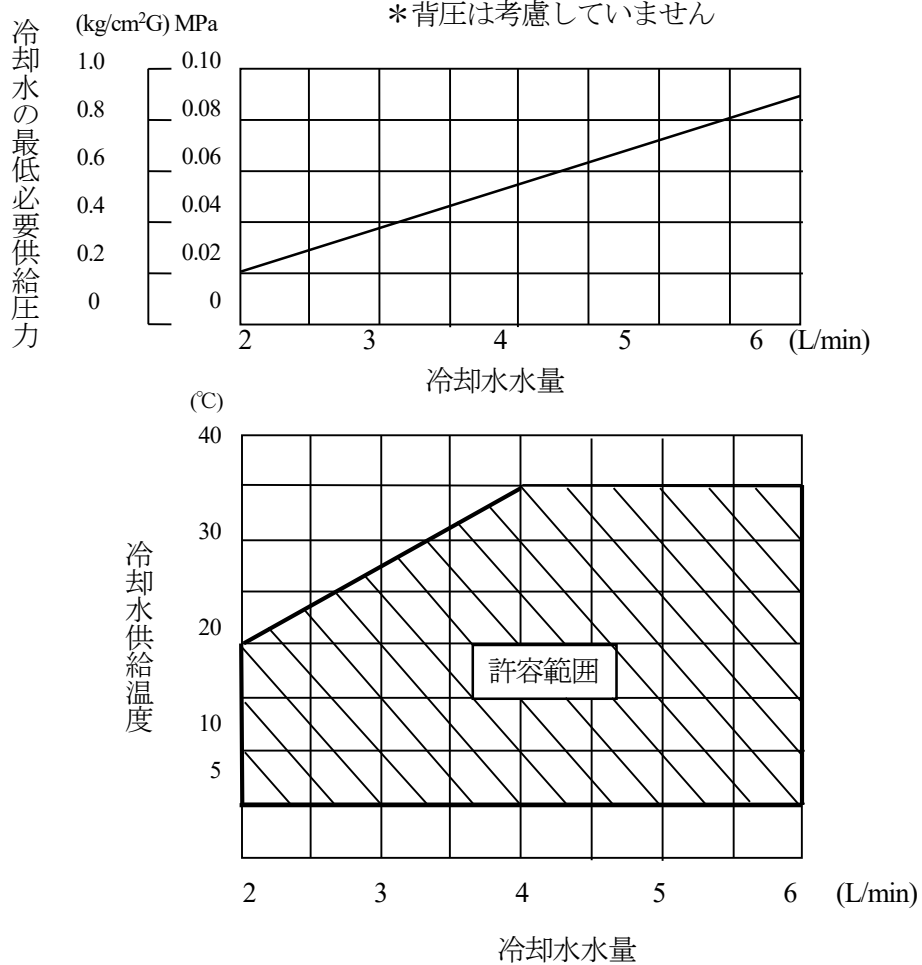 *背圧は考慮していません
(kg/cm²G) MPa
冷却水の最低必要供給圧力
1.0 0.10
0.8 0.08
0.6 0.06
0.4 0.04
0.2 0.02
0 0
2 3 4 5 6 (L/min)
冷却水水量
(℃)
40
30
20
10
5
冷却水供給温度
許容範囲
2 3 4 5 6 (L/min)
冷却水水量